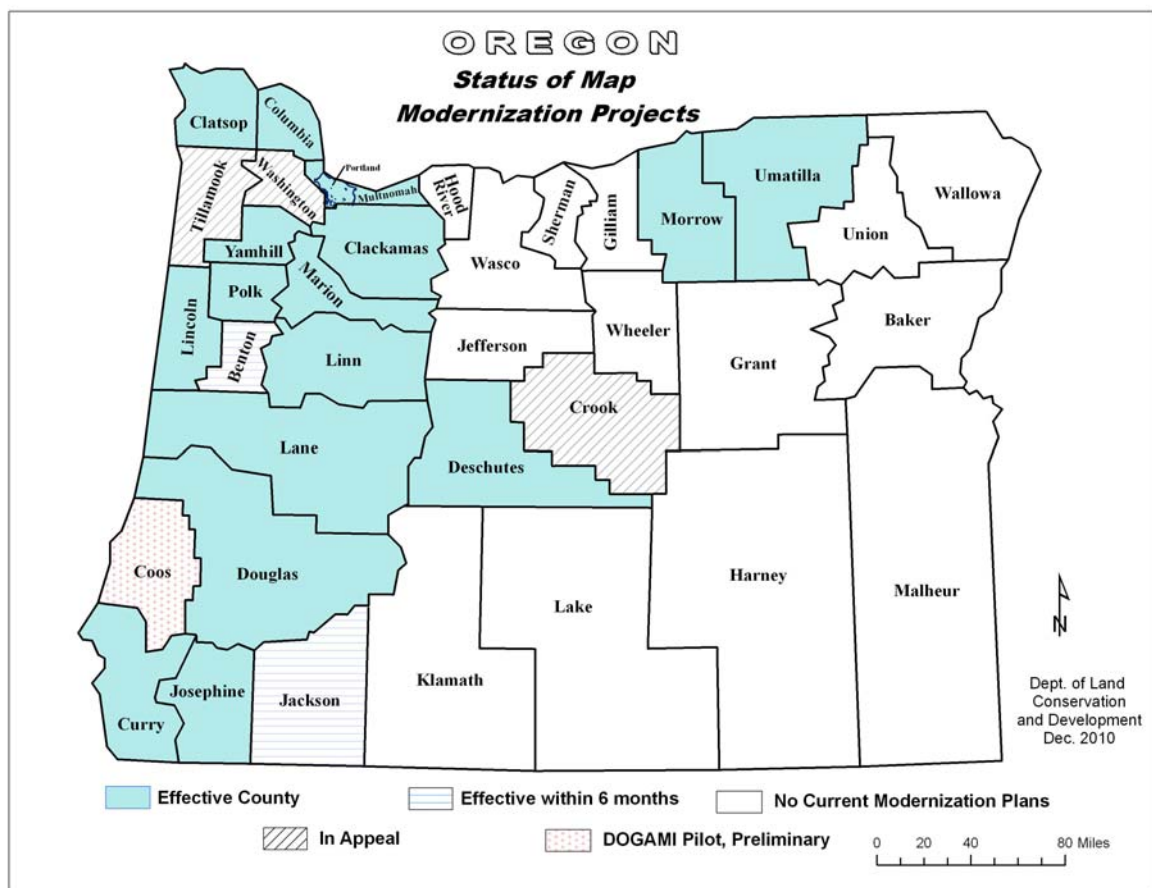 OREGON
Status of Map
Modernization Projects
Clatsop
Columbia
Tillamook
Washington
Portland
Multnomah
Hood
River
Sherman
Gilliam
Morrow
Umatilla
Union
Wallowa
Yamhill
Clackamas
Wasco
Marion
Polk
Lincoln
Benton
Linn
Jefferson
Wheeler
Grant
Baker
Crook
Lane
Deschutes
Coos
Douglas
Harney
Malheur
Lake
Klamath
Curry
Josephine
Jackson
N
Dept. of Land
Conservation
and Development
Dec. 2010
Effective County
Effective within 6 months
No Current Modernization Plans
In Appeal
DOGAMI Pilot, Preliminary
0 20 40 80 Miles